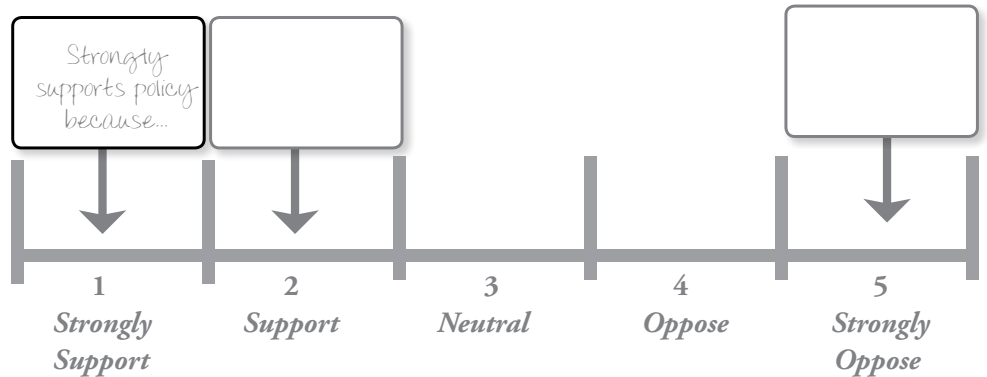 Strongly
supports policy
because...
1
Strongly
Support
2
Support
3
Neutral
4
Oppose
5
Strongly
Oppose